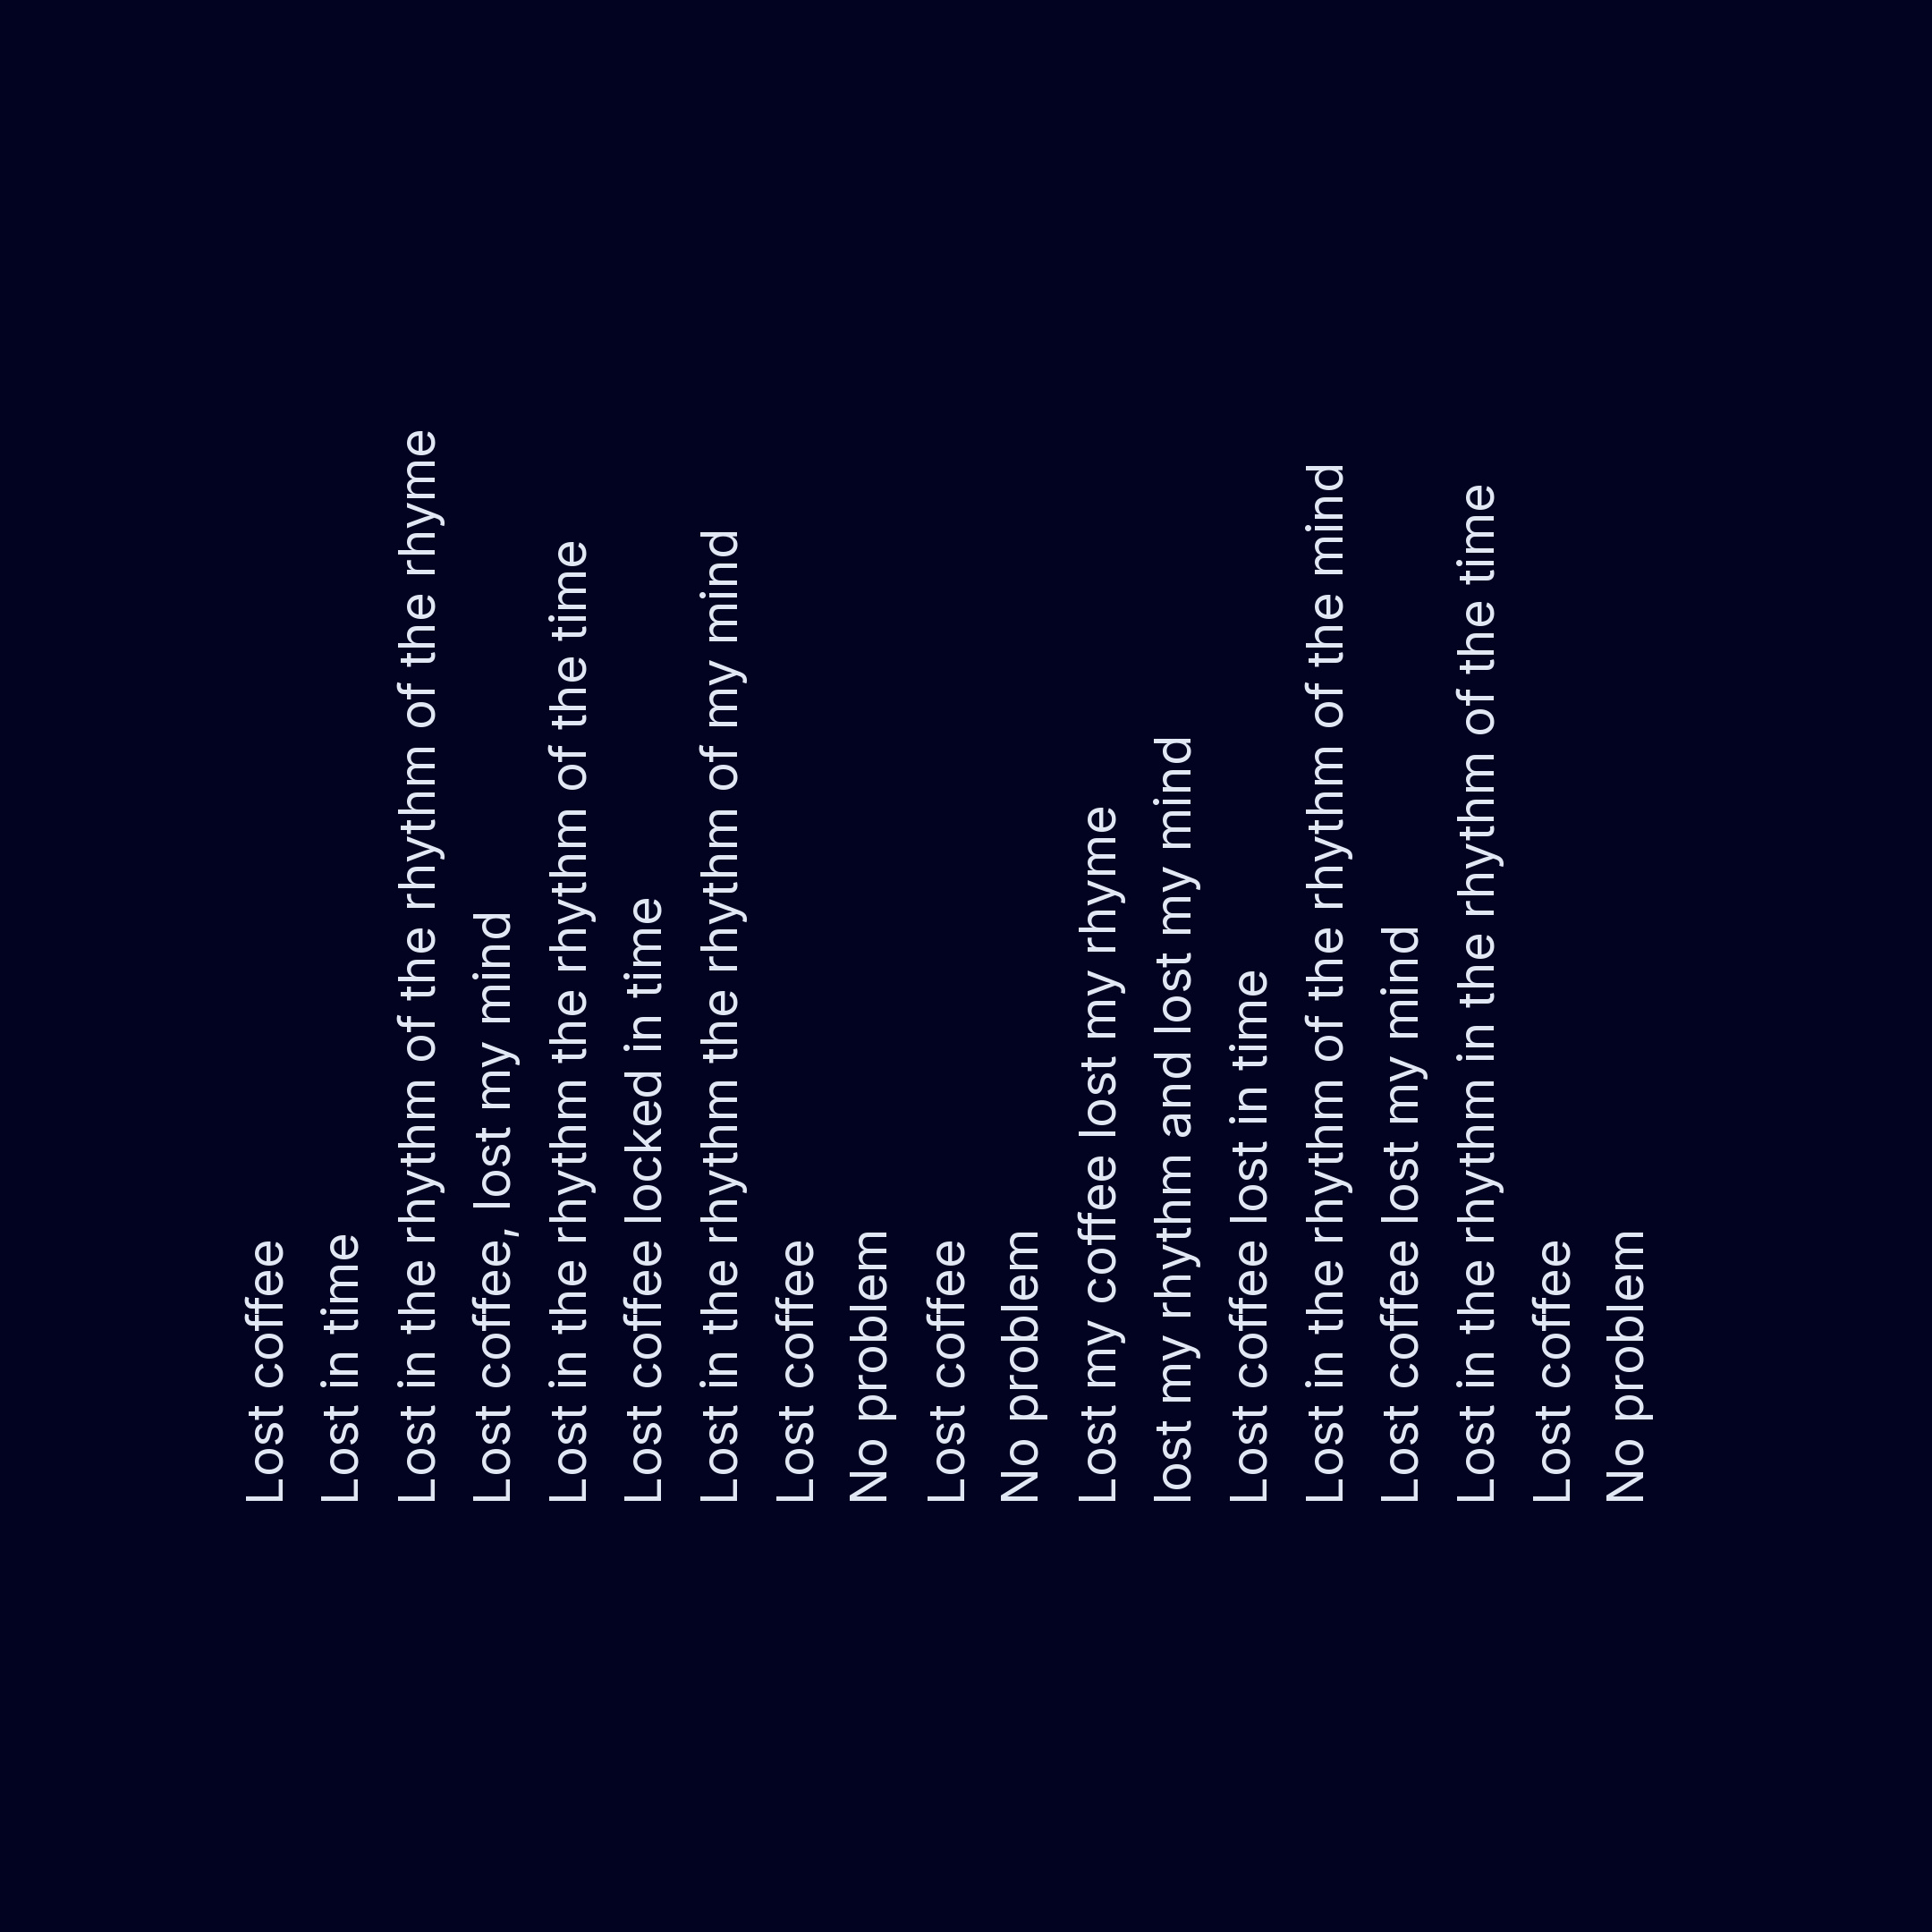 Lost coffee
Lost in time
Lost in the rhythm of the rhythm of the rhyme
Lost coffee, lost my mind
Lost in the rhythm the rhythm of the time
Lost coffee locked in time
Lost in the rhythm the rhythm of my mind
Lost coffee
No problem
Lost coffee
No problem
Lost my coffee lost my rhyme
lost my rhythm and lost my mind
Lost coffee lost in time
Lost in the rhythm of the rhythm of the mind
Lost coffee lost my mind
Lost in the rhythm in the rhythm of the time
Lost coffee
No problem